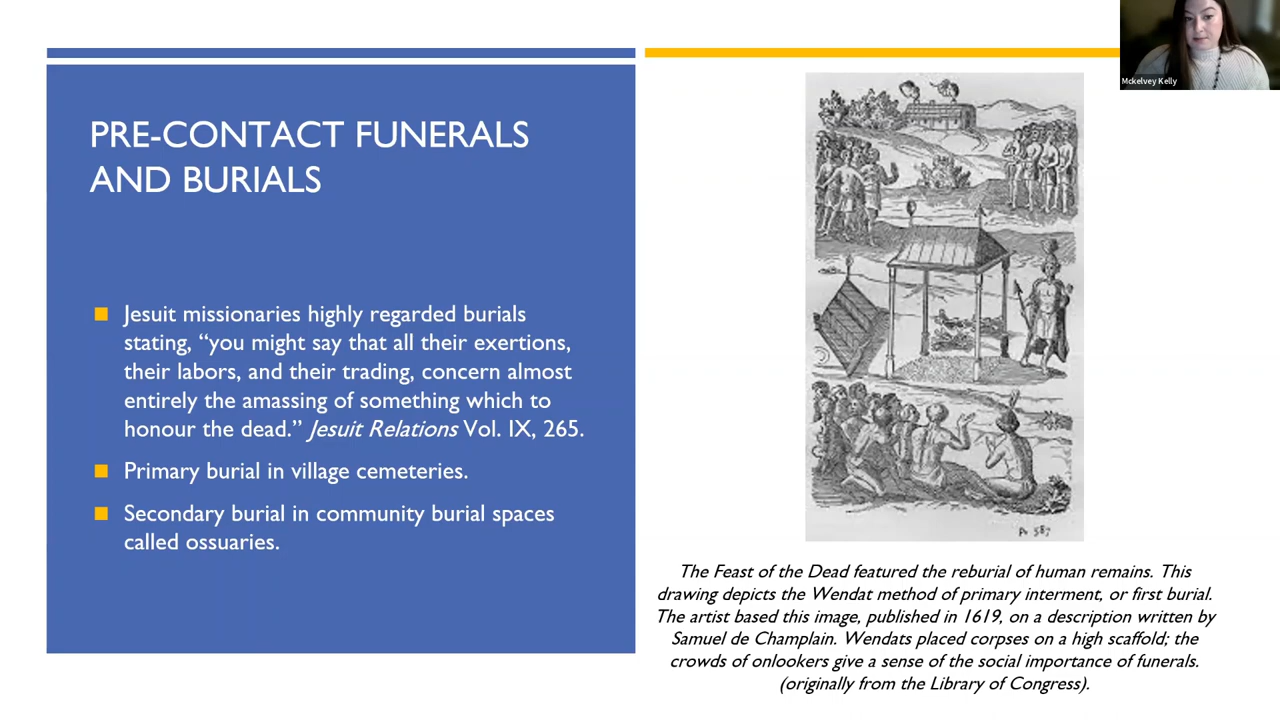 PRE-CONTACT FUNERALS
AND BURIALS
Jesuit missionaries highly regarded burials
stating, “you might say that all their exertions,
their labors, and their trading, concern almost
entirely the amassing of something which to
honour the dead.” Jesuit Relations Vol. IX, 265.
Primary burial in village cemeteries.
Secondary burial in community burial spaces
called ossuaries.
Mckelvey Kelly
The Feast of the Dead featured the reburial of human remains. This
drawing depicts the Wendat method of primary interment, or first burial.
The artist based this image, published in 1619, on a description written by
Samuel de Champlain. Wendats placed corpses on a high scaffold; the
crowds of onlookers give a sense of the social importance of funerals.
(originally from the Library of Congress).